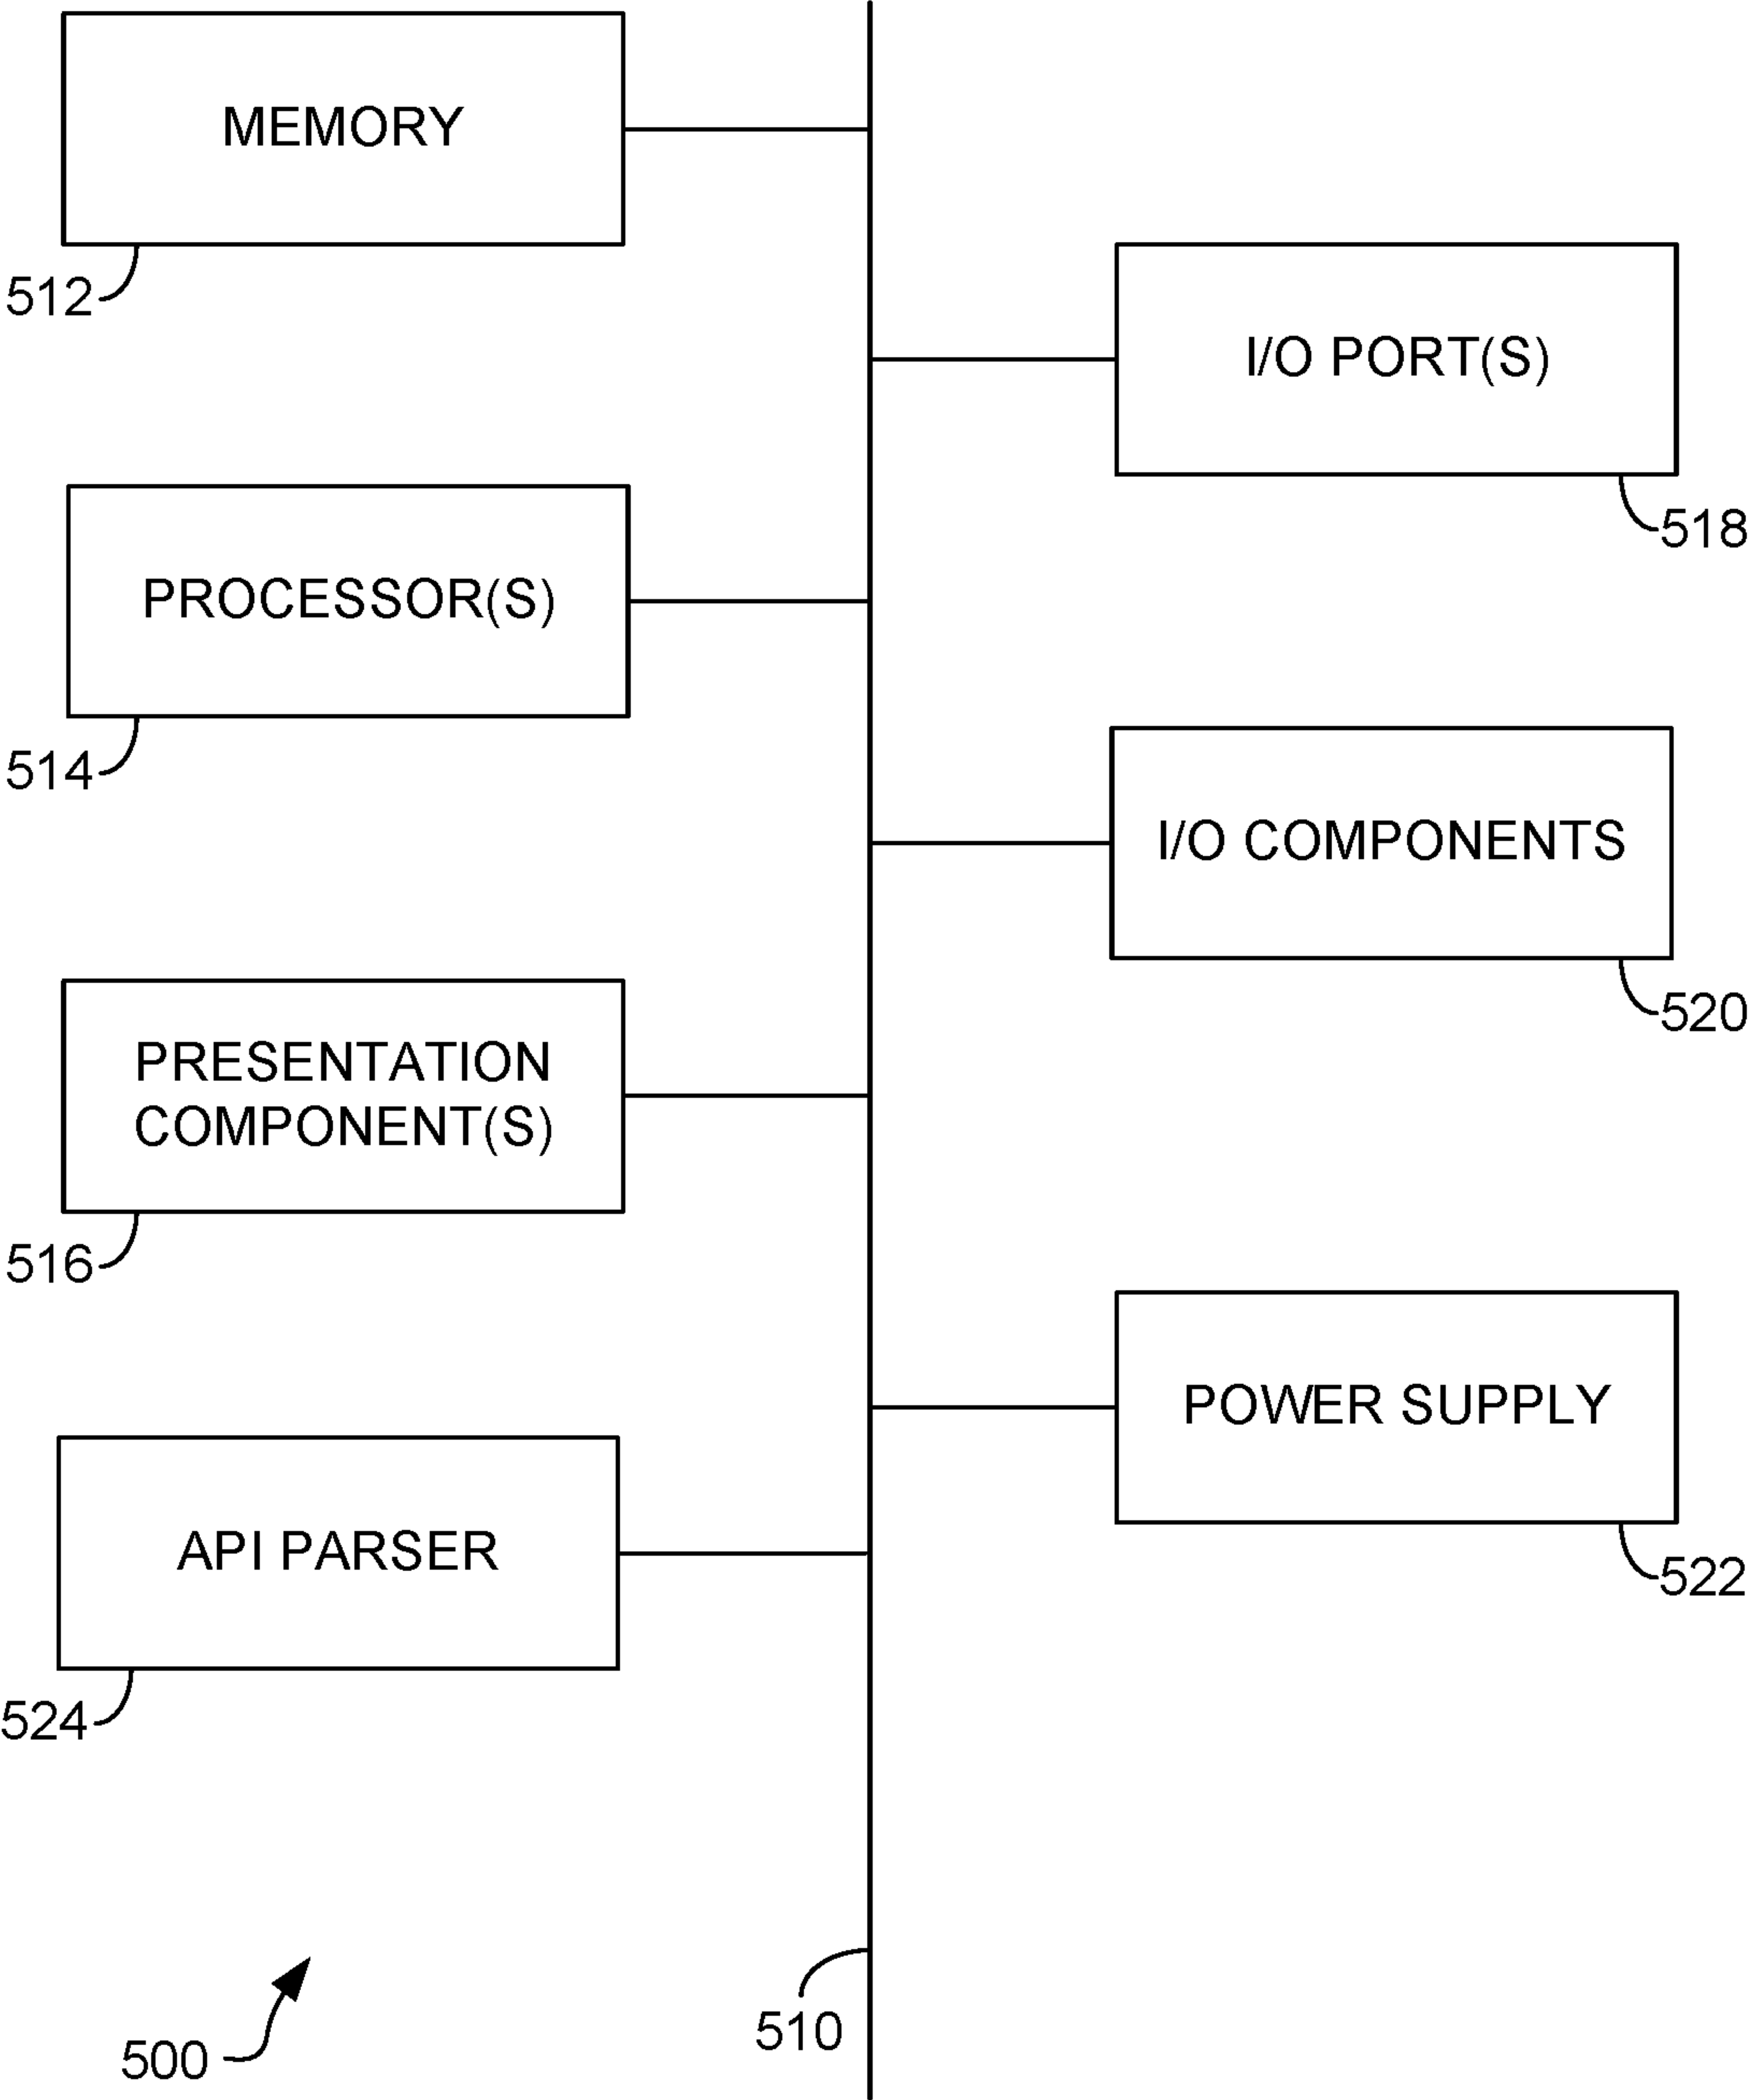 MEMORY
512
I/O PORT(S)
518
PROCESSOR(S)
514
I/O COMPONENTS
520
PRESENTATION
COMPONENT(S)
516
POWER SUPPLY
522
API PARSER
524
510
500